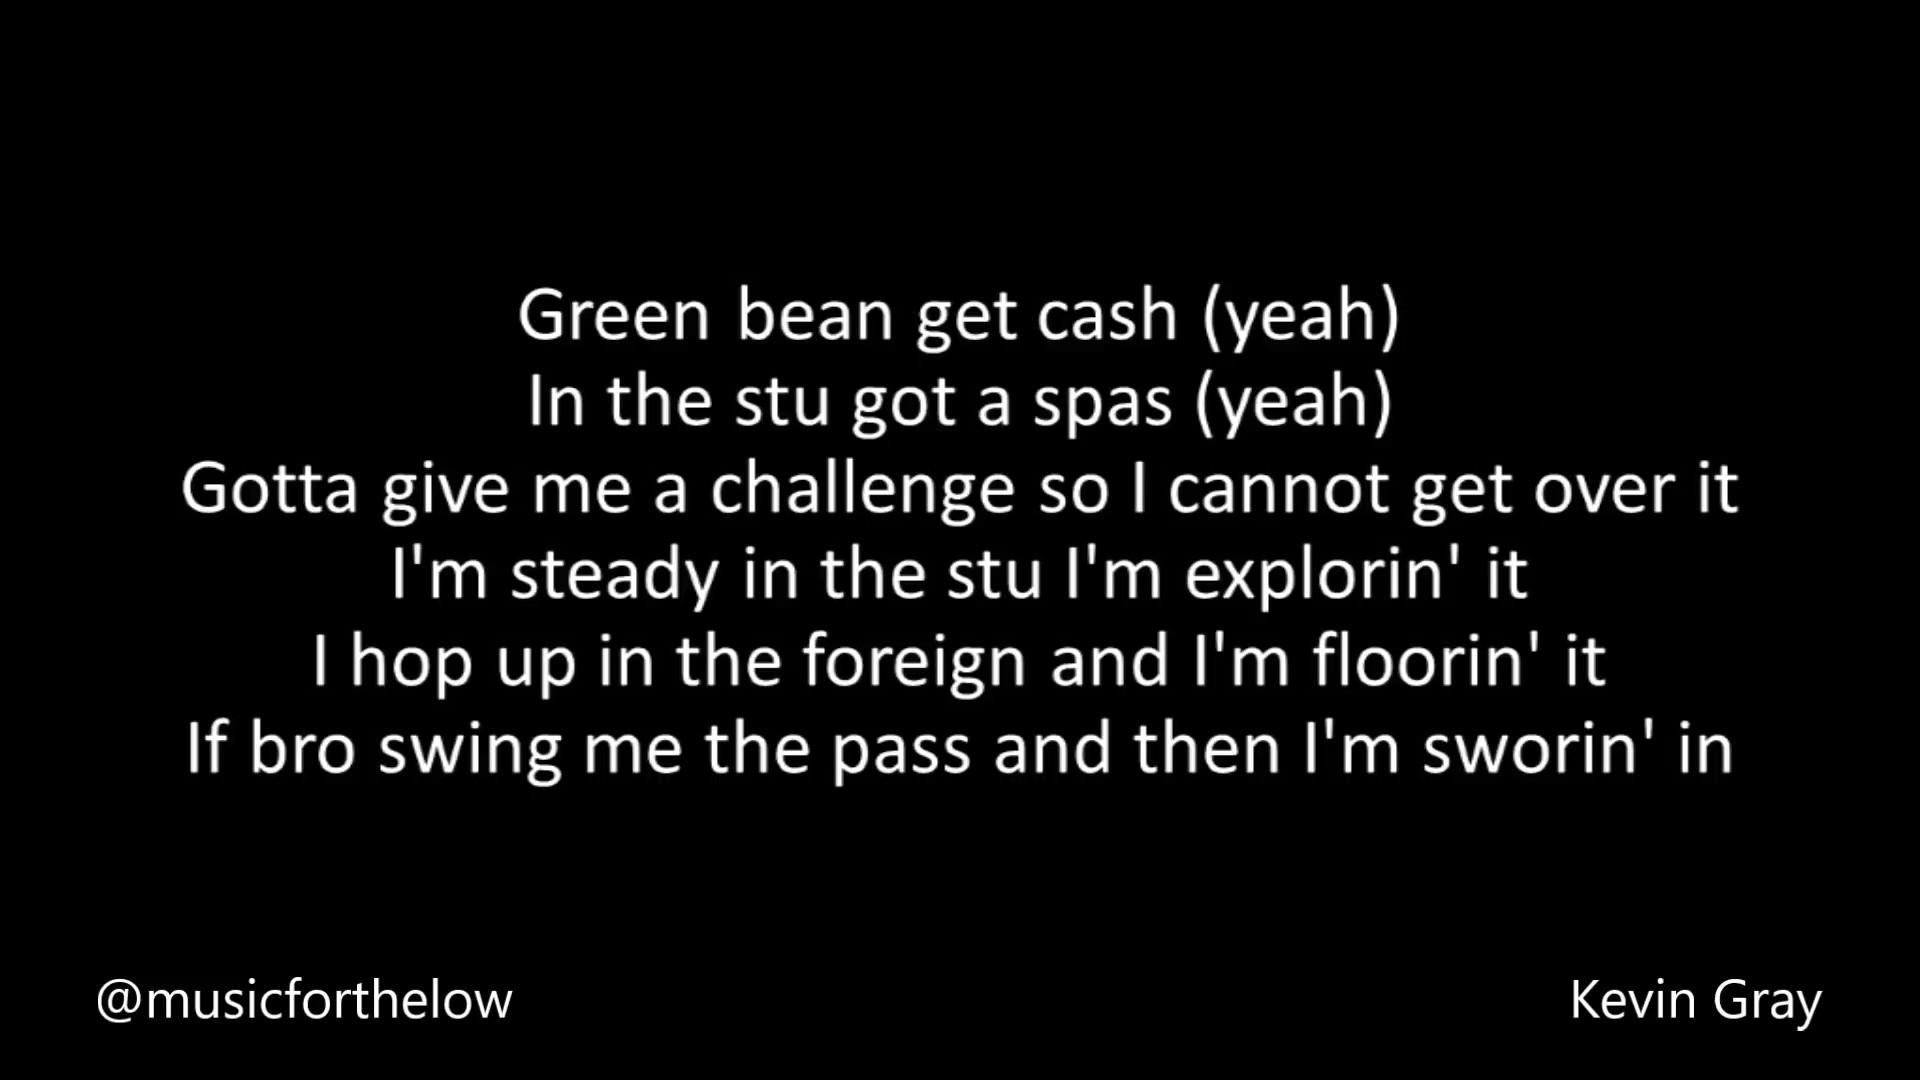 Green bean get cash (yeah)
In the stu got a spas (yeah)
Gotta give me a challenge so I cannot get over it
I'm steady in the stu I'm explorin' it
I hop up in the foreign and I'm floorin' it
If bro swing me the pass and then I'm sworin' in
@musicforthelow
Kevin Gray